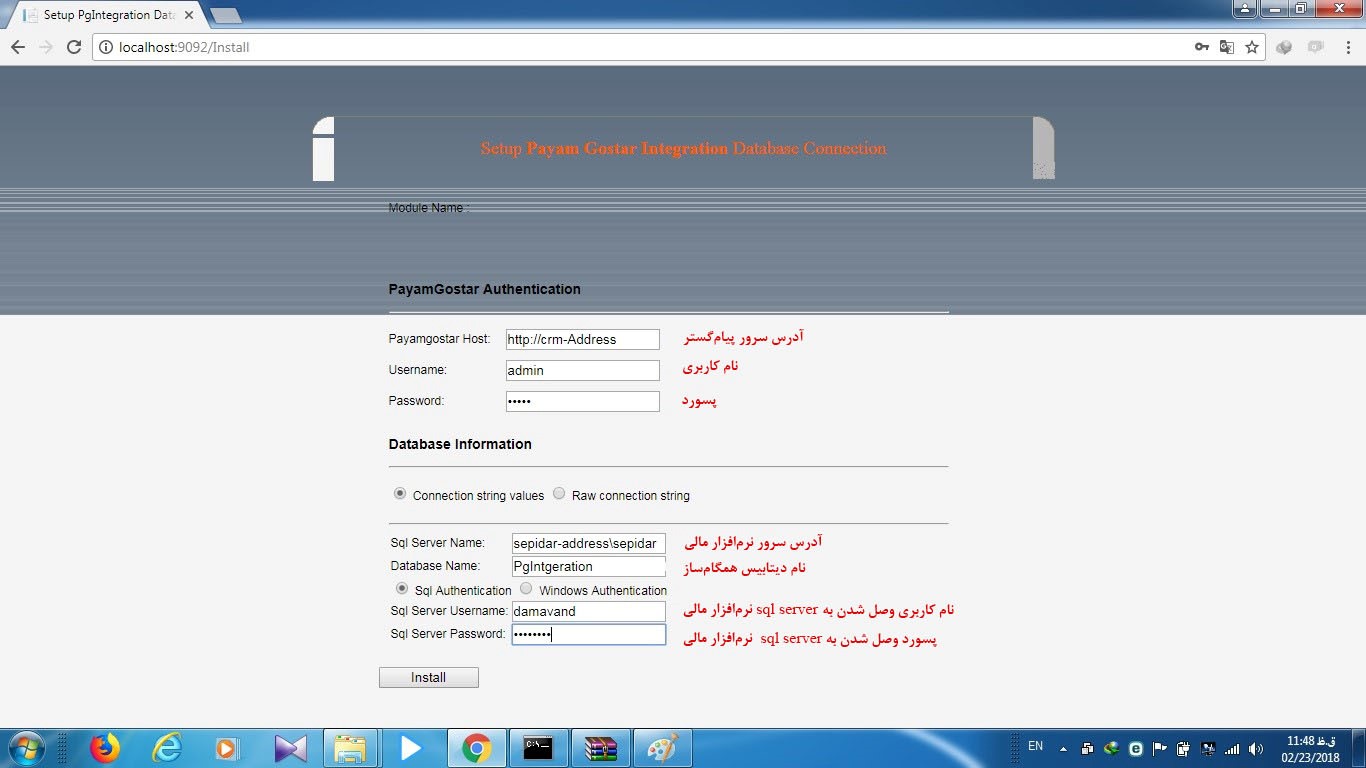 Setup PgIntegration Data
localhost:9092/Install
Setup Payam Gostar Integration Database Connection
Module Name :
PayamGostar Authentication
Payamgostar Host: http://crm-Address آدرس سرور پیام‌گستر
Username: admin نام کاربری
Password: ••••• پسورد
Database Information
Connection string values Raw connection string
Sql Server Name: sepidar-address\sepidar آدرس سرور نرم‌افزار مالی
Database Name: PgIntgeration نام دیتابیس همگام‌ساز
Sql Authentication Windows Authentication
Sql Server Username: damavand نام کاربری وصل شدن به sql server نرم‌افزار مالی
Sql Server Password: •••••••• پسورد وصل شدن به sql server نرم‌افزار مالی
Install
EN 11:48 ق.ظ
02/23/2018